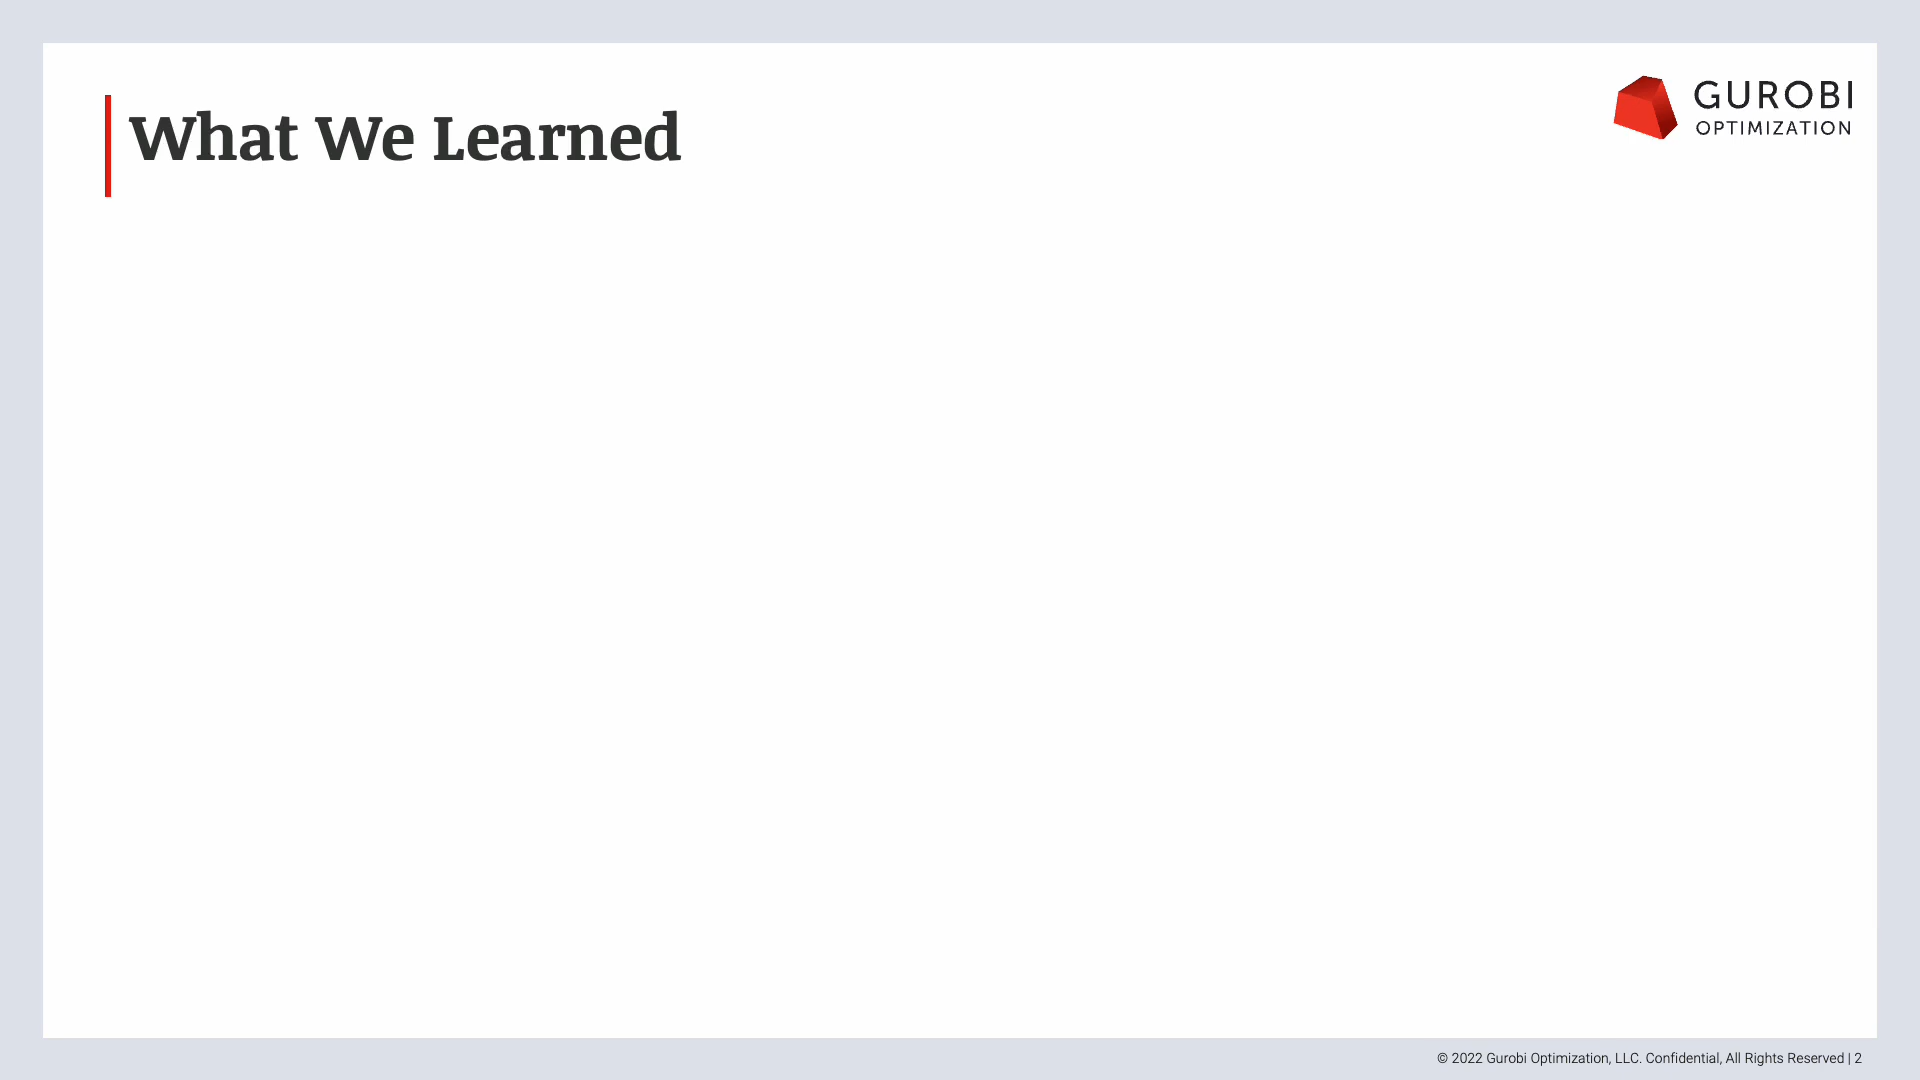 What We Learned
GUROBI
OPTIMIZATION
© 2022 Gurobi Optimization, LLC. Confidential, All Rights Reserved | 2